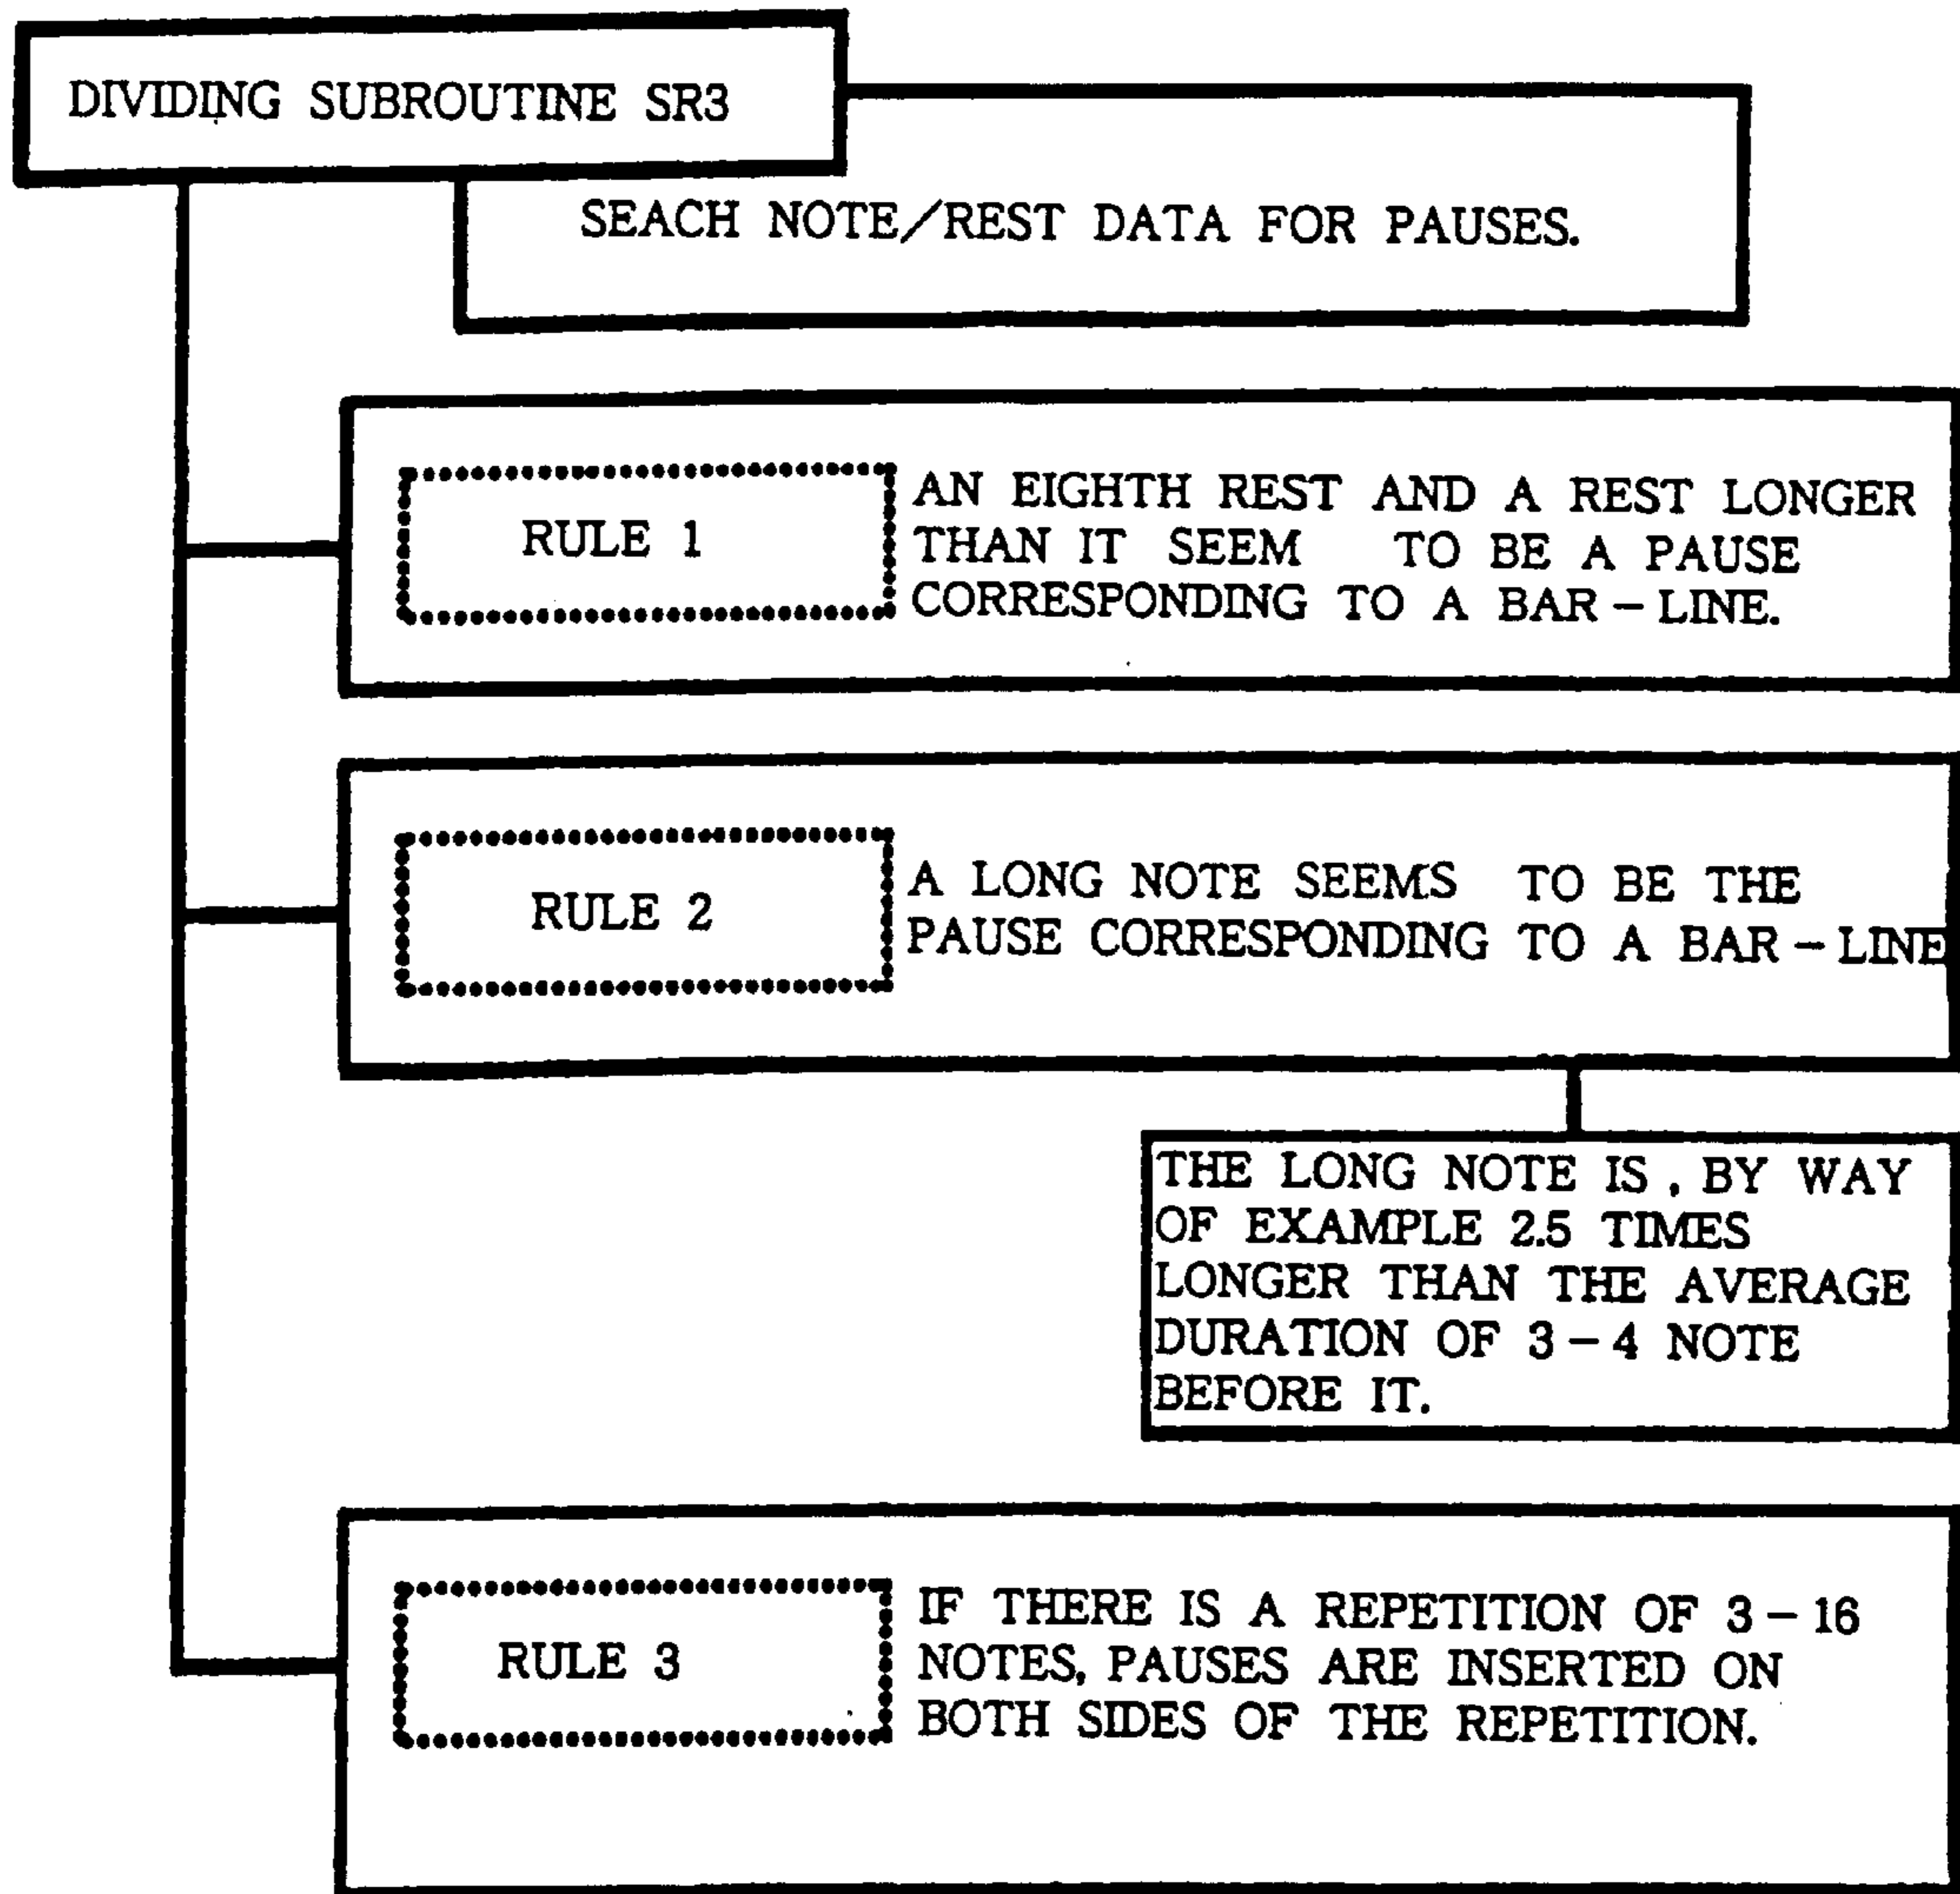 DIVIDING SUBROUTINE SR3
SEACH NOTE/REST DATA FOR PAUSES.
RULE 1
AN EIGHTH REST AND A REST LONGER
THAN IT SEEM TO BE A PAUSE
CORRESPONDING TO A BAR-LINE.
RULE 2
A LONG NOTE SEEMS TO BE THE
PAUSE CORRESPONDING TO A BAR-LINE
THE LONG NOTE IS, BY WAY
OF EXAMPLE 2.5 TIMES
LONGER THAN THE AVERAGE
DURATION OF 3-4 NOTE
BEFORE IT.
RULE 3
IF THERE IS A REPETITION OF 3-16
NOTES, PAUSES ARE INSERTED ON
BOTH SIDES OF THE REPETITION.